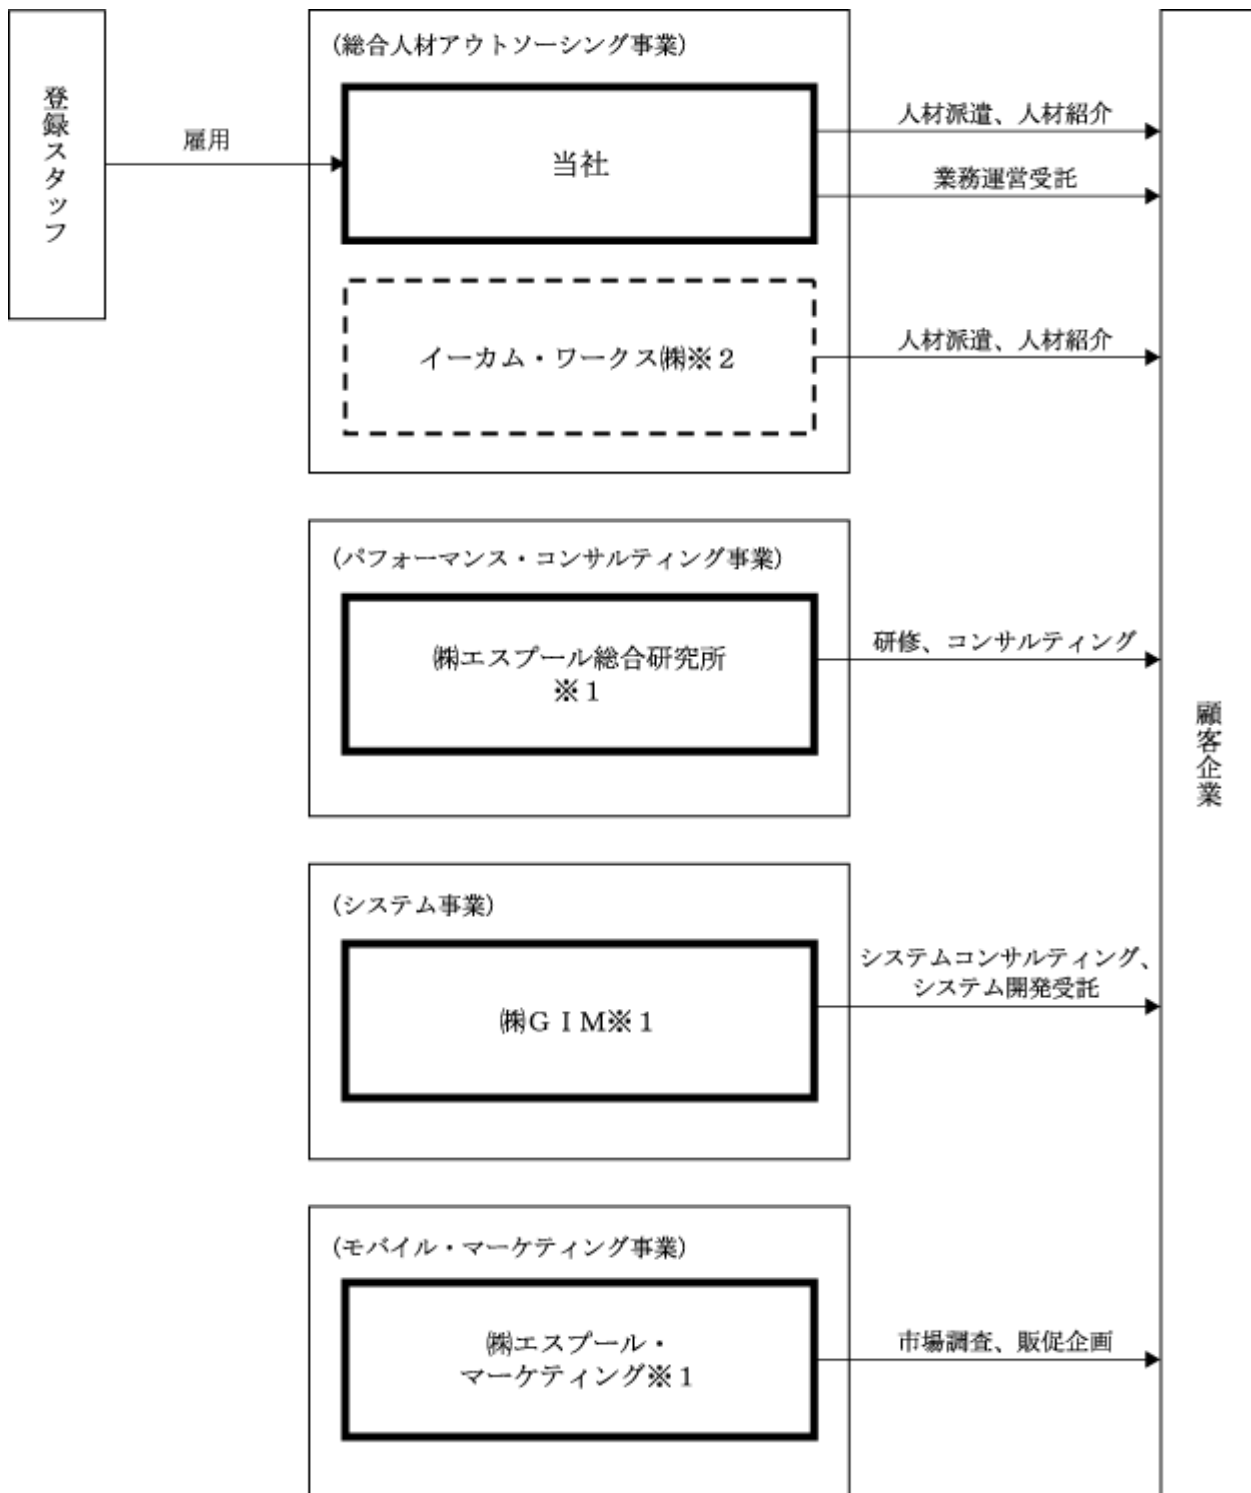 登録スタッフ
雇用
（総合人材アウトソーシング事業）
当社
人材派遣、人材紹介
業務運営受託
イーカム・ワークス㈱※２
人材派遣、人材紹介
（パフォーマンス・コンサルティング事業）
㈱エスプール総合研究所
※１
研修、コンサルティング
（システム事業）
㈱ＧＩＭ※１
システムコンサルティング、
システム開発受託
（モバイル・マーケティング事業）
㈱エスプール・
マーケティング※１
市場調査、販促企画
顧客企業